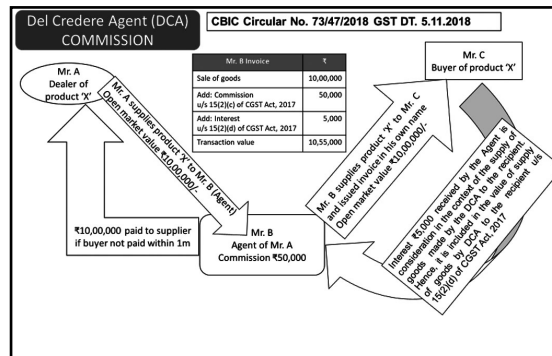 Del Credere Agent (DCA)
COMMISSION
CBIC Circular No. 73/47/2018 GST DT. 5.11.2018
Mr. A
Dealer of
product ‘X’
Mr. B Invoice ₹
Sale of goods 10,00,000
Add: Commission 50,000
u/s 15(2)(c) of CGST Act, 2017
Add: Interest 5,000
u/s 15(2)(d) of CGST Act, 2017
Transaction value 10,55,000
Mr. C
Buyer of product ‘X’
Mr. A supplies product ‘X’ to Mr. B (Agent)
Open market value ₹10,00,000/-
Mr. B supplies product ‘X’ to Mr. C
and issued invoice in his own name
Open market value ₹10,00,000/-
₹10,00,000 paid to supplier
if buyer not paid within 1m
Mr. B
Agent of Mr. A
Commission ₹50,000
Interest ₹5,000 received by the Agent is
consideration in the context of the supply of
goods made by the DCA to the recipient.
Hence, it is included in the value of supply
of goods by DCA to the recipient u/s
15(2)(d) of CGST Act, 2017